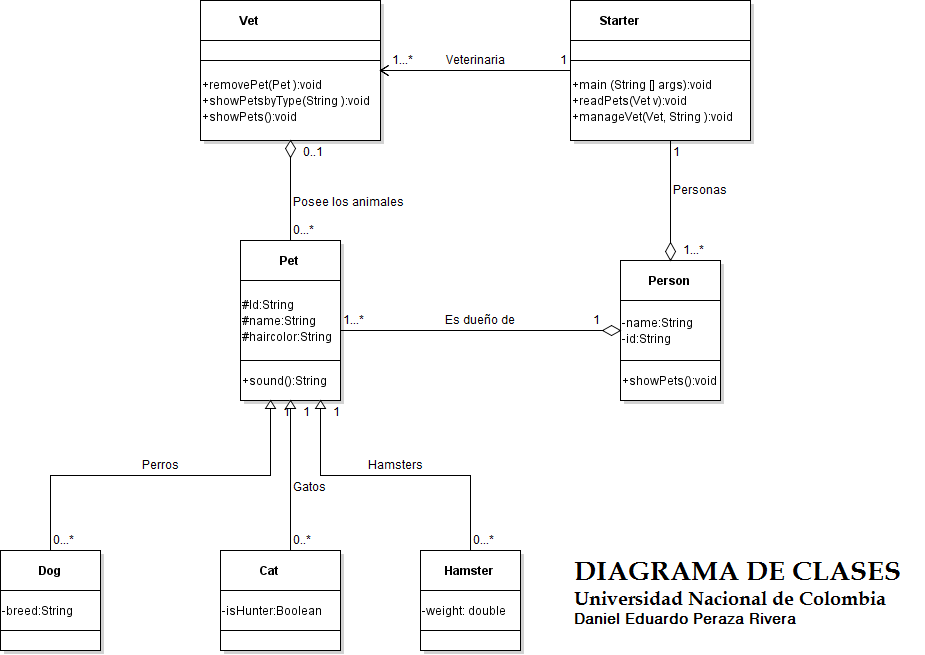 Vet
+removePet(Pet ):void
+showPetsbyType(String ):void
+showPets():void
1...*
Veterinaria
1
Starter
+main (String [] args):void
+readPets(Vet v):void
+manageVet(Vet, String ):void
0..1
Posee los animales
0...*
1
Personas
1...*
Pet
#Id:String
#name:String
#haircolor:String
+sound():String
1...*
Es dueño de
1
Person
-name:String
-id:String
+showPets():void
1
1
1
Perros
Gatos
Hamsters
0...*
0..*
0...*
Dog
-breed:String
Cat
-isHunter:Boolean
Hamster
-weight: double
DIAGRAMA DE CLASES
Universidad Nacional de Colombia
Daniel Eduardo Peraza Rivera